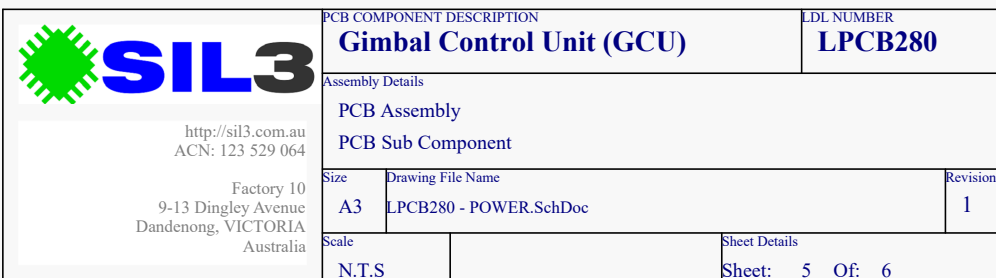 SIL3
http://sil3.com.au
ACN: 123 529 064
Factory 10
9-13 Dingley Avenue
Dandenong, VICTORIA
Australia
PCB COMPONENT DESCRIPTION
Gimbal Control Unit (GCU)
LDL NUMBER
LPCB280
Assembly Details
PCB Assembly
PCB Sub Component
Size
A3
Drawing File Name
LPCB280 - POWER.SchDoc
Revision
1
Scale
N.T.S
Sheet Details
Sheet: 5 Of: 6